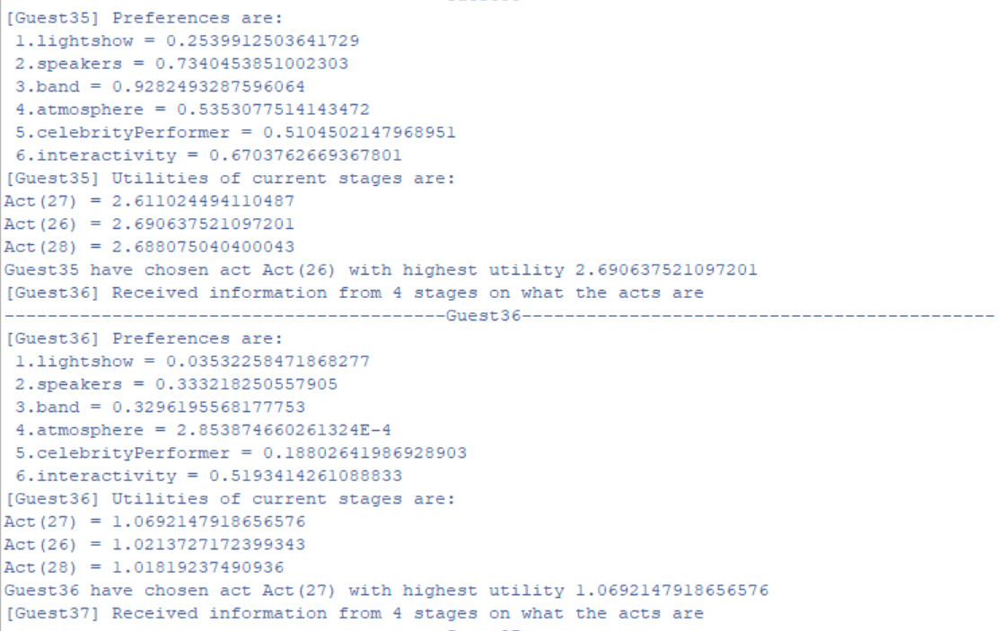 [Guest35] Preferences are:
1.lightshow = 0.2539912503641729
2.speakers = 0.7340453851002303
3.band = 0.9282493287596064
4.atmosphere = 0.5353077514143472
5.celebrityPerformer = 0.5104502147968951
6.interactivity = 0.6703762669367801
[Guest35] Utilities of current stages are:
Act(27) = 2.611024494110487
Act(26) = 2.690637521097201
Act(28) = 2.688075040400043
Guest35 have chosen act Act(26) with highest utility 2.690637521097201
[Guest36] Received information from 4 stages on what the acts are
-----------------------------------------Guest36--------------------------------------------
[Guest36] Preferences are:
1.lightshow = 0.03532258471868277
2.speakers = 0.333218250557905
3.band = 0.3296195568177753
4.atmosphere = 2.853874660261324E-4
5.celebrityPerformer = 0.18802641986928903
6.interactivity = 0.5193414261088833
[Guest36] Utilities of current stages are:
Act(27) = 1.0692147918656576
Act(26) = 1.0213727172399343
Act(28) = 1.01819237490936
Guest36 have chosen act Act(27) with highest utility 1.0692147918656576
[Guest37] Received information from 4 stages on what the acts are